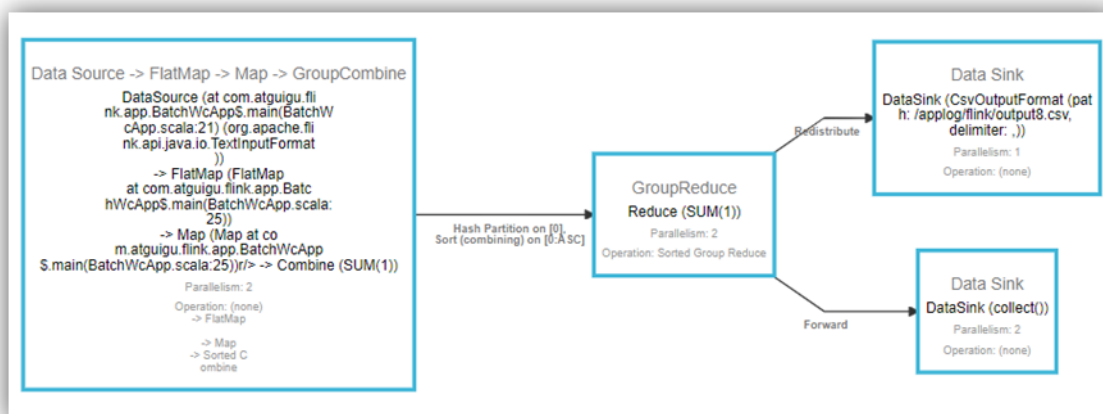 Data Source -> FlatMap -> Map -> GroupCombine
DataSource (at com.atguigu.fli
nk.app.BatchWcApp$.main(BatchW
cApp.scala:21) (org.apache.fli
nk.api.java.io.TextInputFormat
))
-> FlatMap (FlatMap
at com.atguigu.flink.app.Batc
hWcApp$.main(BatchWcApp.scala:
25))
-> Map (Map at co
m.atguigu.flink.app.BatchWcApp
$.main(BatchWcApp.scala:25))r/> -> Combine (SUM(1))
Parallelism: 2
Operation: (none)
-> FlatMap
-> Map
-> Sorted C
ombine
Hash Partition on [0],
Sort (combining) on [0:ASC]
GroupReduce
Reduce (SUM(1))
Parallelism: 2
Operation: Sorted Group Reduce
Redistribute
Data Sink
DataSink (CsvOutputFormat (pat
h: /applog/flink/output8.csv,
delimiter: ,))
Parallelism: 1
Operation: (none)
Forward
Data Sink
DataSink (collect())
Parallelism: 2
Operation: (none)